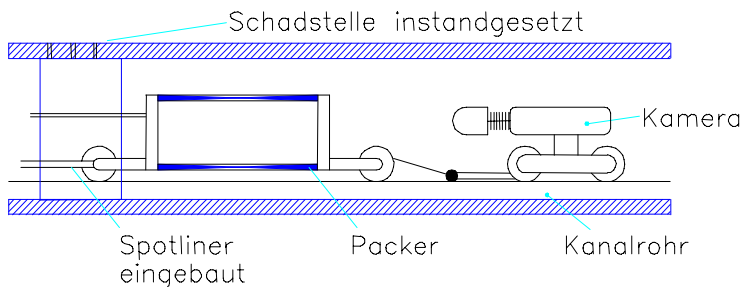 Schadstelle instandgesetzt
Kamera
Spotliner
eingebaut
Packer
Kanalrohr